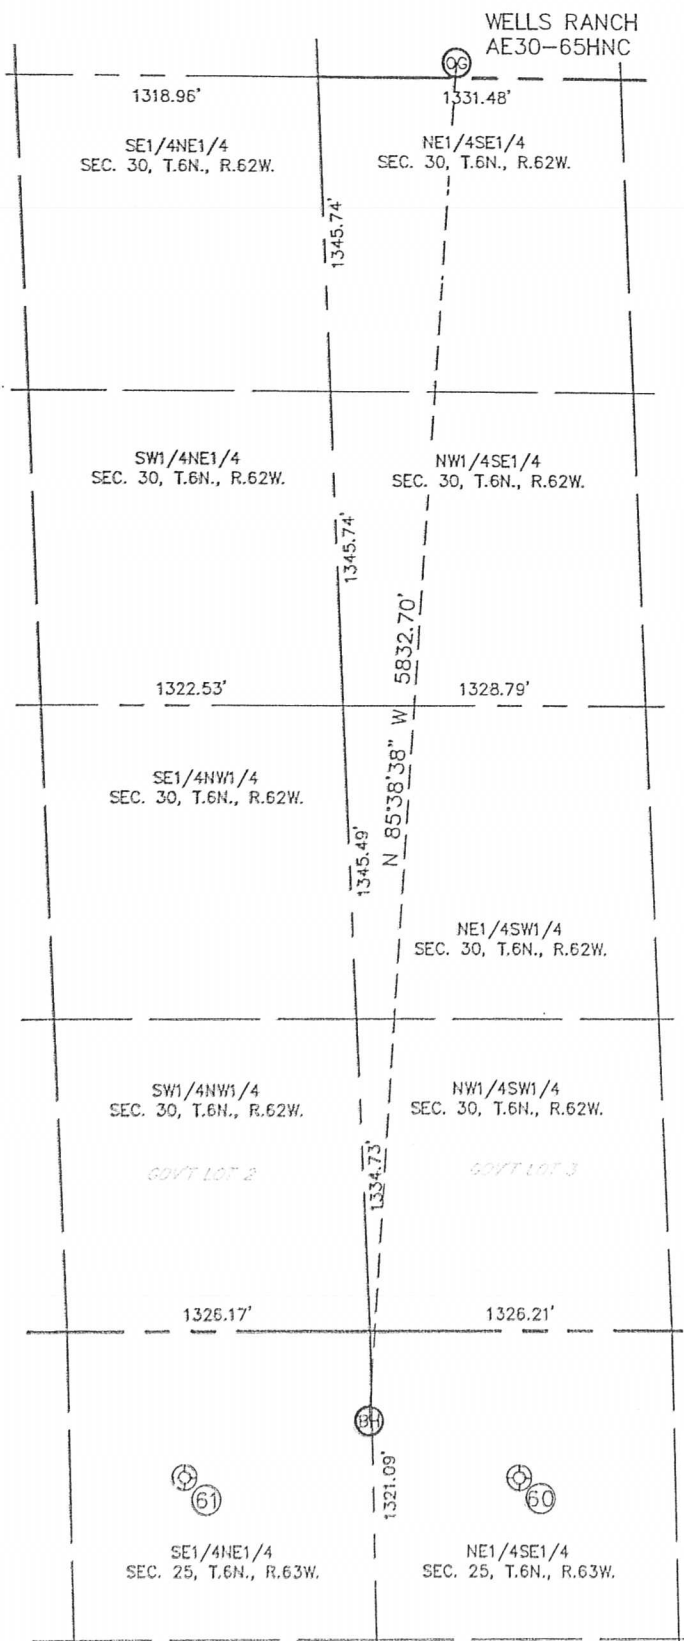 WELLS RANCH
AE30-65HNC
OG
1318.96'
1331.48'
SE1/4NE1/4
SEC. 30, T.6N., R.62W.
NE1/4SE1/4
SEC. 30, T.6N., R.62W.
1345.74'
SW1/4NE1/4
SEC. 30, T.6N., R.62W.
NW1/4SE1/4
SEC. 30, T.6N., R.62W.
1345.74'
N 85°38'38" W 5832.70'
1322.53'
1328.79'
SE1/4NW1/4
SEC. 30, T.6N., R.62W.
1345.49'
NE1/4SW1/4
SEC. 30, T.6N., R.62W.
SW1/4NW1/4
SEC. 30, T.6N., R.62W.
NW1/4SW1/4
SEC. 30, T.6N., R.62W.
GOV'T LOT 2
GOV'T LOT 3
1334.73'
1326.17'
1326.21'
BH
1321.09'
61
60
SE1/4NE1/4
SEC. 25, T.6N., R.63W.
NE1/4SE1/4
SEC. 25, T.6N., R.63W.